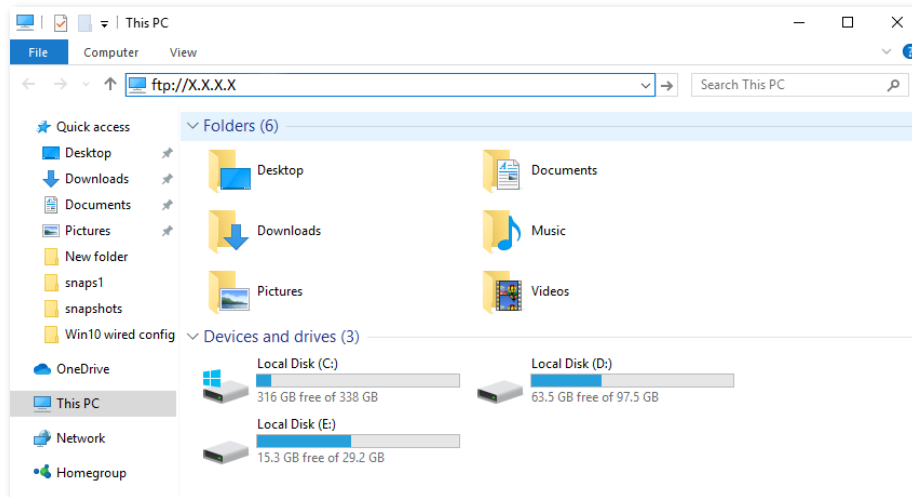 This PC
File Computer View
ftp://X.X.X.X
Search This PC
Quick access
Desktop
Downloads
Documents
Pictures
New folder
snaps1
snapshots
Win10 wired config
OneDrive
This PC
Network
Homegroup
Folders (6)
Desktop
Documents
Downloads
Music
Pictures
Videos
Devices and drives (3)
Local Disk (C:)
316 GB free of 338 GB
Local Disk (D:)
63.5 GB free of 97.5 GB
Local Disk (E:)
15.3 GB free of 29.2 GB